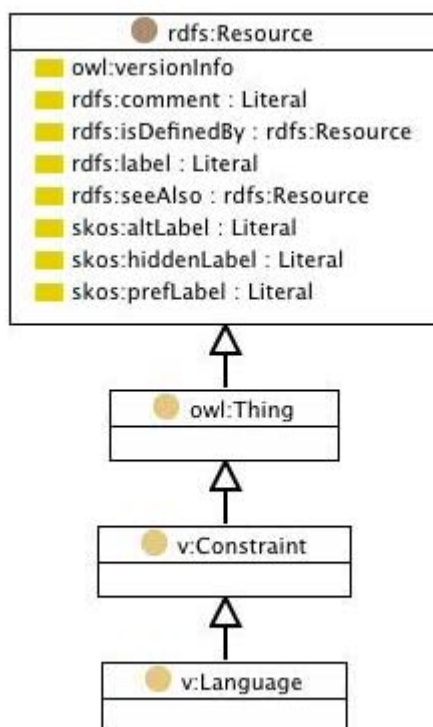 rdfs:Resource
owl:versionInfo
rdfs:comment : Literal
rdfs:isDefinedBy : rdfs:Resource
rdfs:label : Literal
rdfs:seeAlso : rdfs:Resource
skos:altLabel : Literal
skos:hiddenLabel : Literal
skos:prefLabel : Literal
owl:Thing
v:Constraint
v:Language